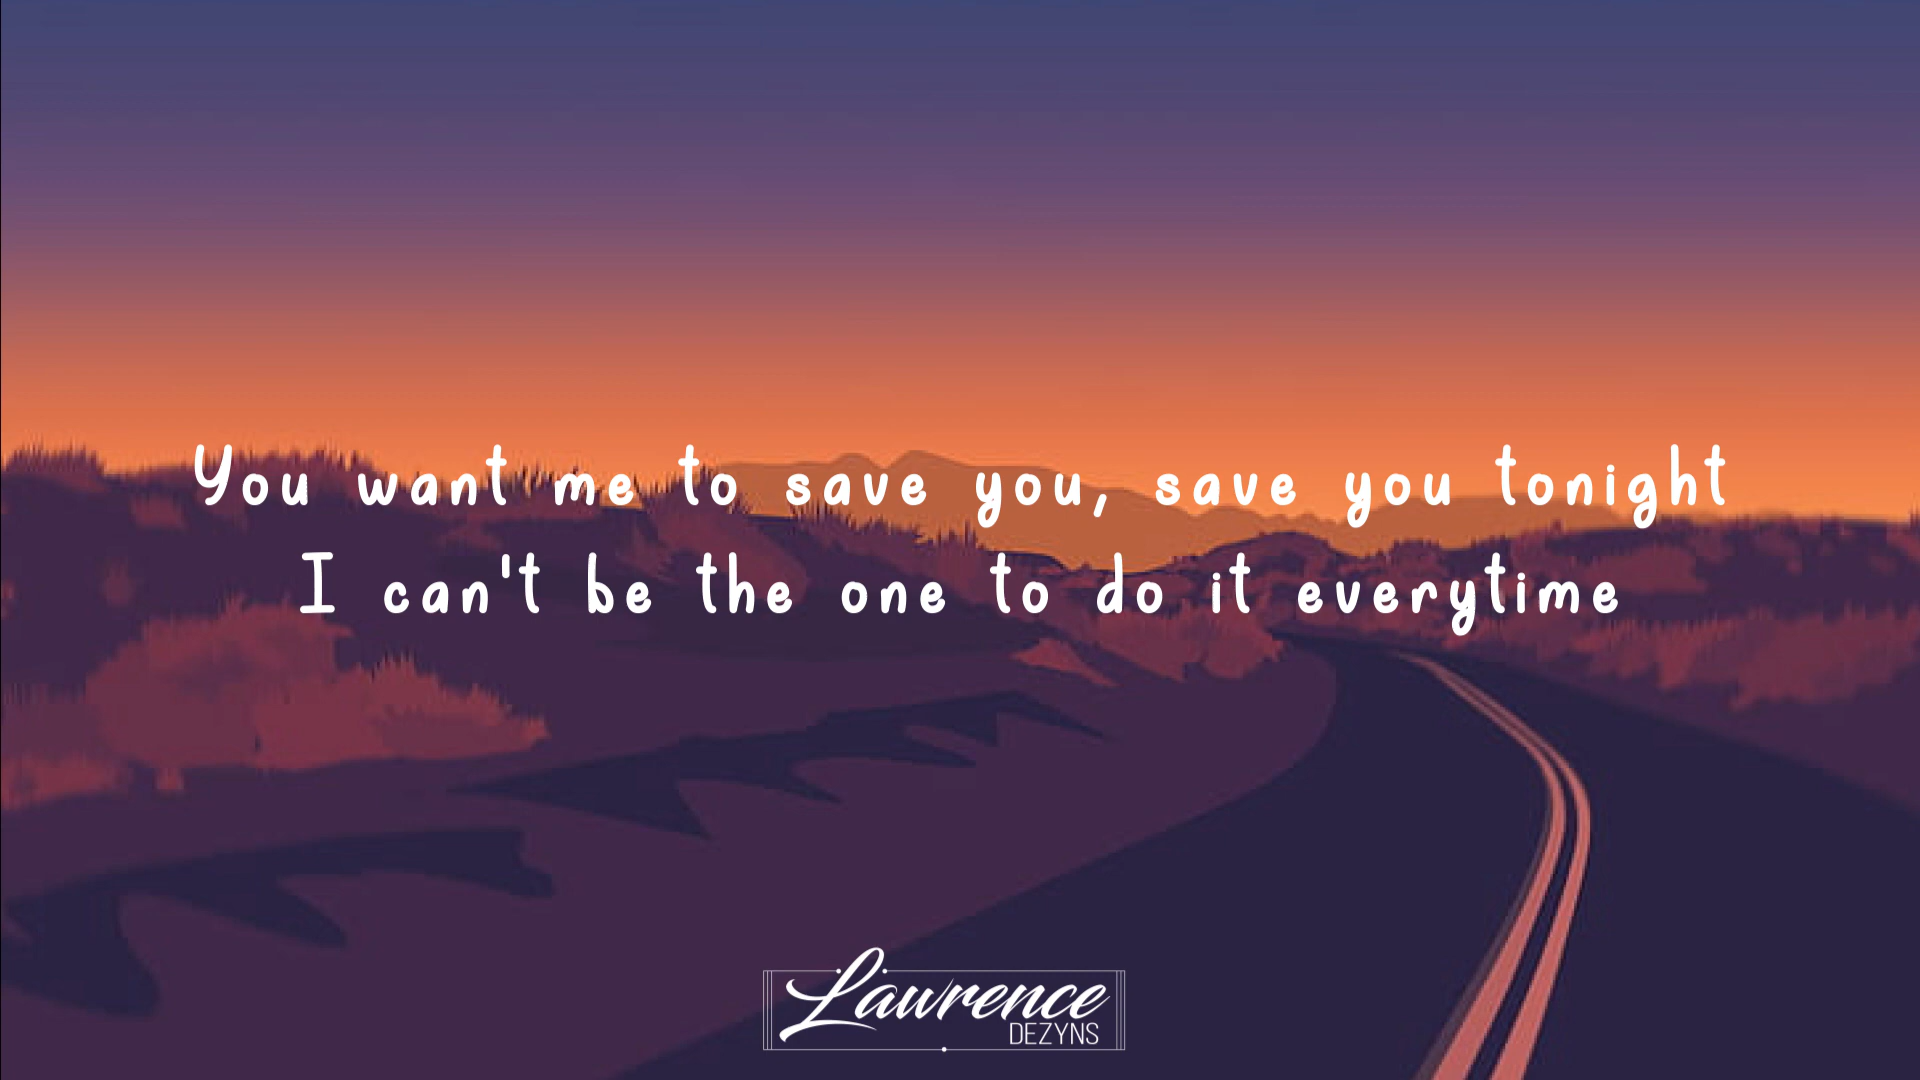 You want me to save you, save you tonight
I can't be the one to do it everytime
Lawrence
DEZYNS